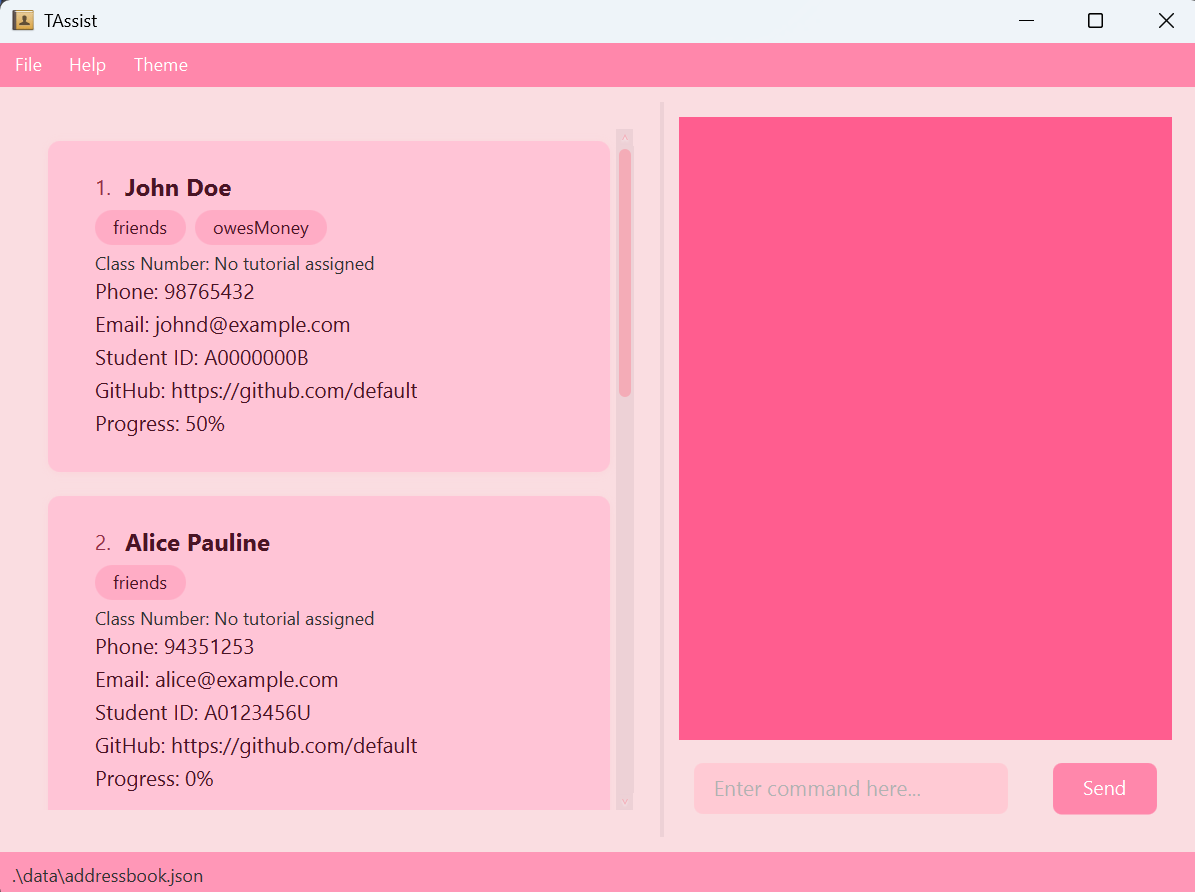 TAssist
File Help Theme
1. John Doe
friends owesMoney
Class Number: No tutorial assigned
Phone: 98765432
Email: johnd@example.com
Student ID: A0000000B
GitHub: https://github.com/default
Progress: 50%
2. Alice Pauline
friends
Class Number: No tutorial assigned
Phone: 94351253
Email: alice@example.com
Student ID: A0123456U
GitHub: https://github.com/default
Progress: 0%
Enter command here...
Send
.\data\addressbook.json